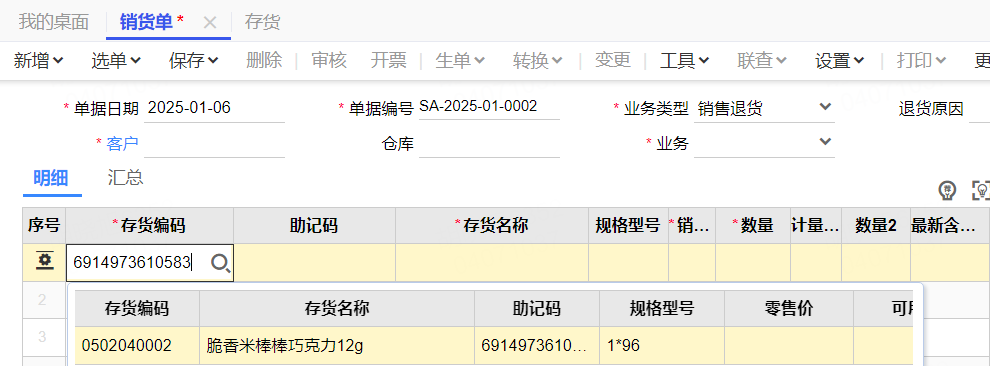 我的桌面 销货单 * × 存货
新增 选单 保存 删除 审核 开票 生单 转换 变更 工具 联查 设置 打印
* 单据日期 2025-01-06 * 单据编号 SA-2025-01-0002 * 业务类型 销售退货 退货原因
* 客户 仓库 * 业务
明细 汇总
序号 *存货编码 助记码 *存货名称 规格型号 *销... *数量 计量... 数量2 最新含...
6914973610583
2 存货编码 存货名称 助记码 规格型号 零售价
3 0502040002 脆香米棒棒巧克力12g 6914973610... 1*96